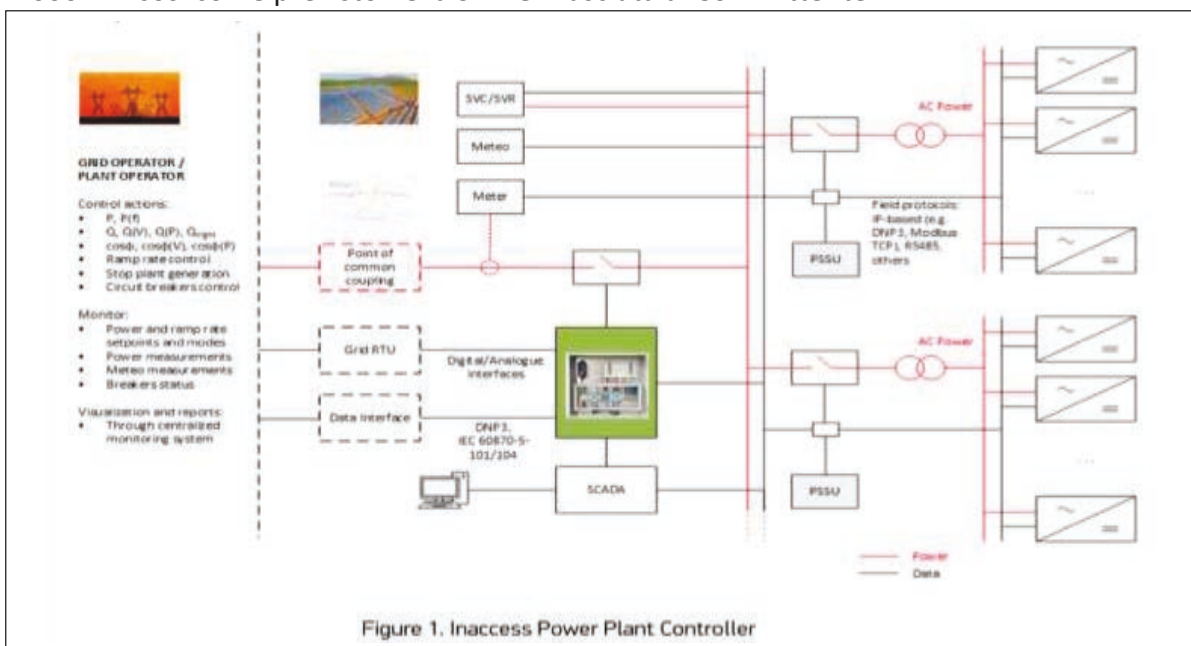 GRID OPERATOR /
PLANT OPERATOR
Control actions:
• P, P(f)
• Q, Q(V), Q(P), Qnight
• cosϕ, cosϕ(V), cosϕ(P)
• Ramp rate control
• Stop plant generation
• Circuit breakers control
Monitor:
• Power and ramp rate
setpoints and modes
• Power measurements
• Meteo measurements
• Breakers status
Visualization and reports:
• Through centralized
monitoring system
SVC/SVR
Meteo
Meter
Point of
common
coupling
Grid RTU
Data Interface
Digital/Analogue
interfaces
DNP3,
IEC 60870-5-
101/104
SCADA
AC Power
Field protocols:
IP-based (e.g.
DNP3, Modbus
TCP), RS485,
others
PSSU
AC Power
PSSU
Power
Data
Figure 1. Inaccess Power Plant Controller